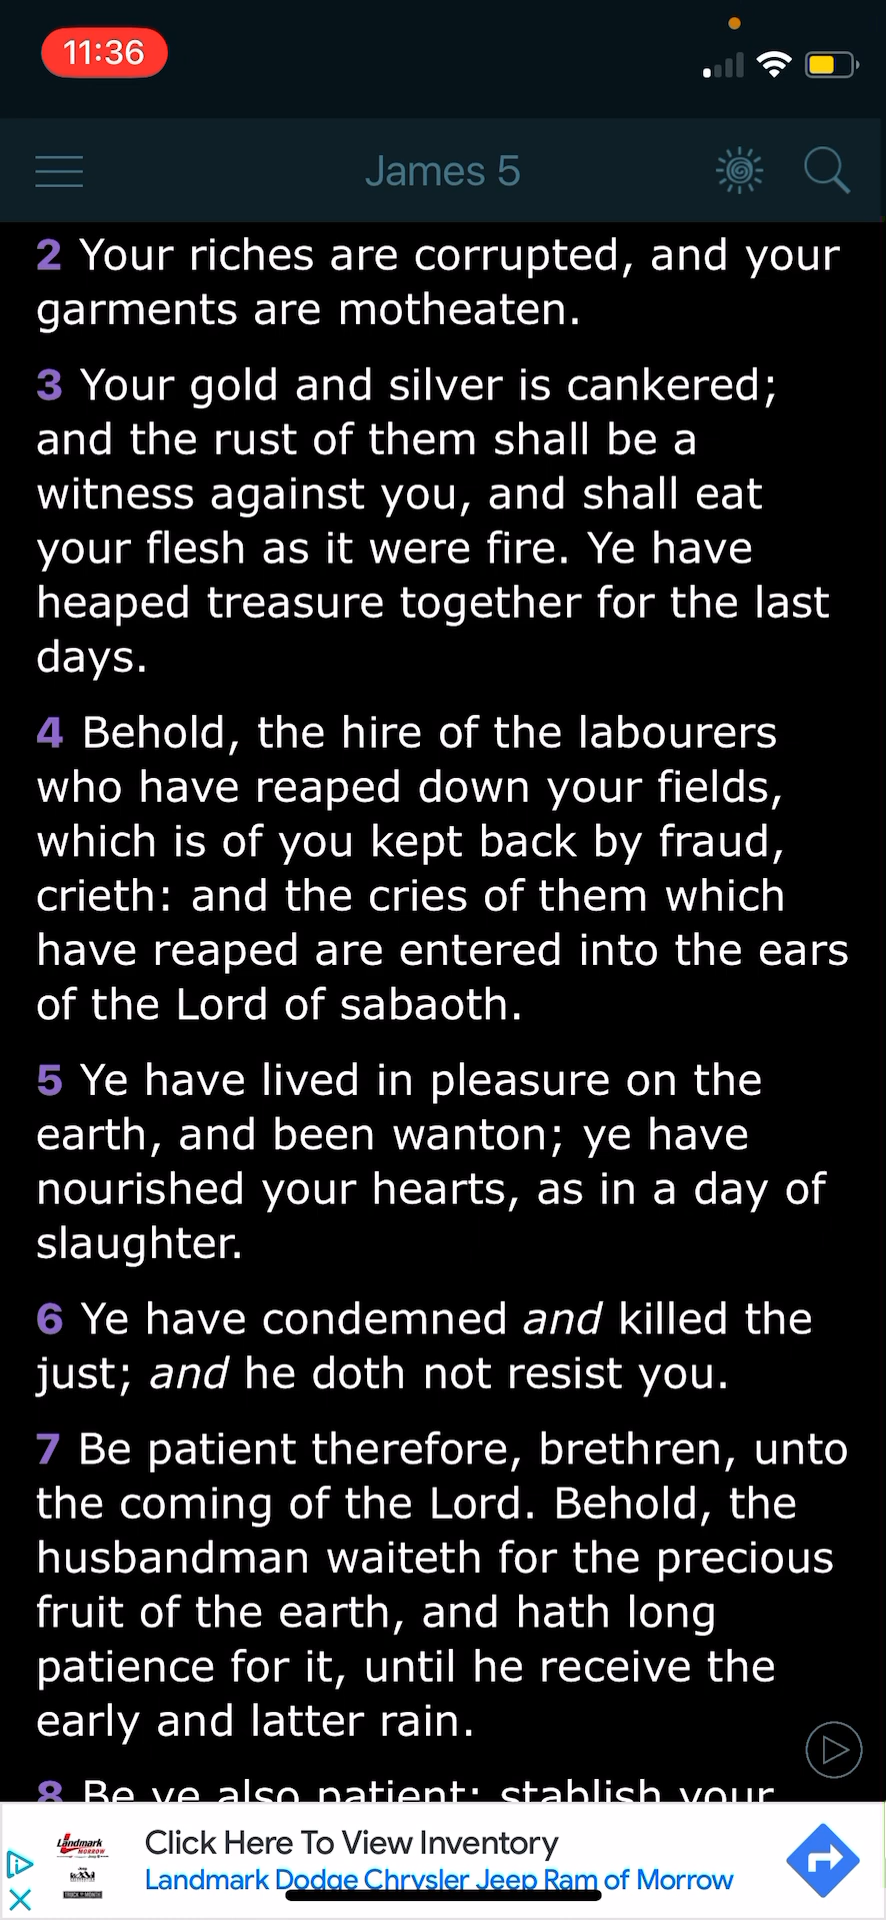 11:36
James 5
2 Your riches are corrupted, and your
garments are motheaten.
3 Your gold and silver is cankered;
and the rust of them shall be a
witness against you, and shall eat
your flesh as it were fire. Ye have
heaped treasure together for the last
days.
4 Behold, the hire of the labourers
who have reaped down your fields,
which is of you kept back by fraud,
crieth: and the cries of them which
have reaped are entered into the ears
of the Lord of sabaoth.
5 Ye have lived in pleasure on the
earth, and been wanton; ye have
nourished your hearts, as in a day of
slaughter.
6 Ye have condemned and killed the
just; and he doth not resist you.
7 Be patient therefore, brethren, unto
the coming of the Lord. Behold, the
husbandman waiteth for the precious
fruit of the earth, and hath long
patience for it, until he receive the
early and latter rain.
8 Be ye also patient; stablish your
Landmark
MORROW
Click Here To View Inventory
Landmark Dodge Chrysler Jeep Ram of Morrow